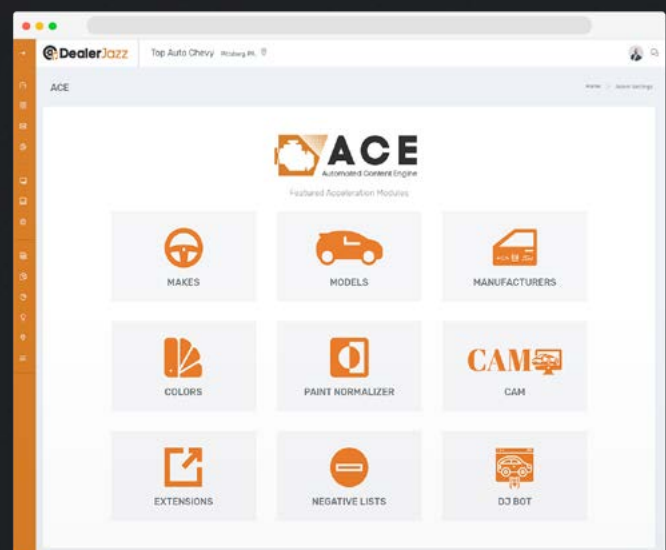 DealerJazz
Top Auto Chevy
ACE
Home
ACE
Automated Content Engine
Featured Acceleration Modules
MAKES
MODELS
MANUFACTURERS
COLORS
PAINT NORMALIZER
CAM
CAM
EXTENSIONS
NEGATIVE LISTS
DJ BOT